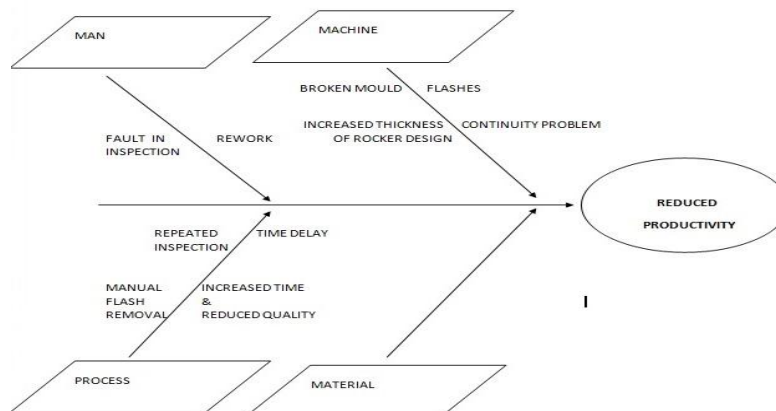 MAN
MACHINE
BROKEN MOULD
FLASHES
INCREASED THICKNESS
OF ROCKER DESIGN
CONTINUITY PROBLEM
FAULT IN
INSPECTION
REWORK
REDUCED
PRODUCTIVITY
REPEATED
INSPECTION
TIME DELAY
MANUAL
FLASH
REMOVAL
INCREASED TIME
&
REDUCED QUALITY
I
PROCESS
MATERIAL